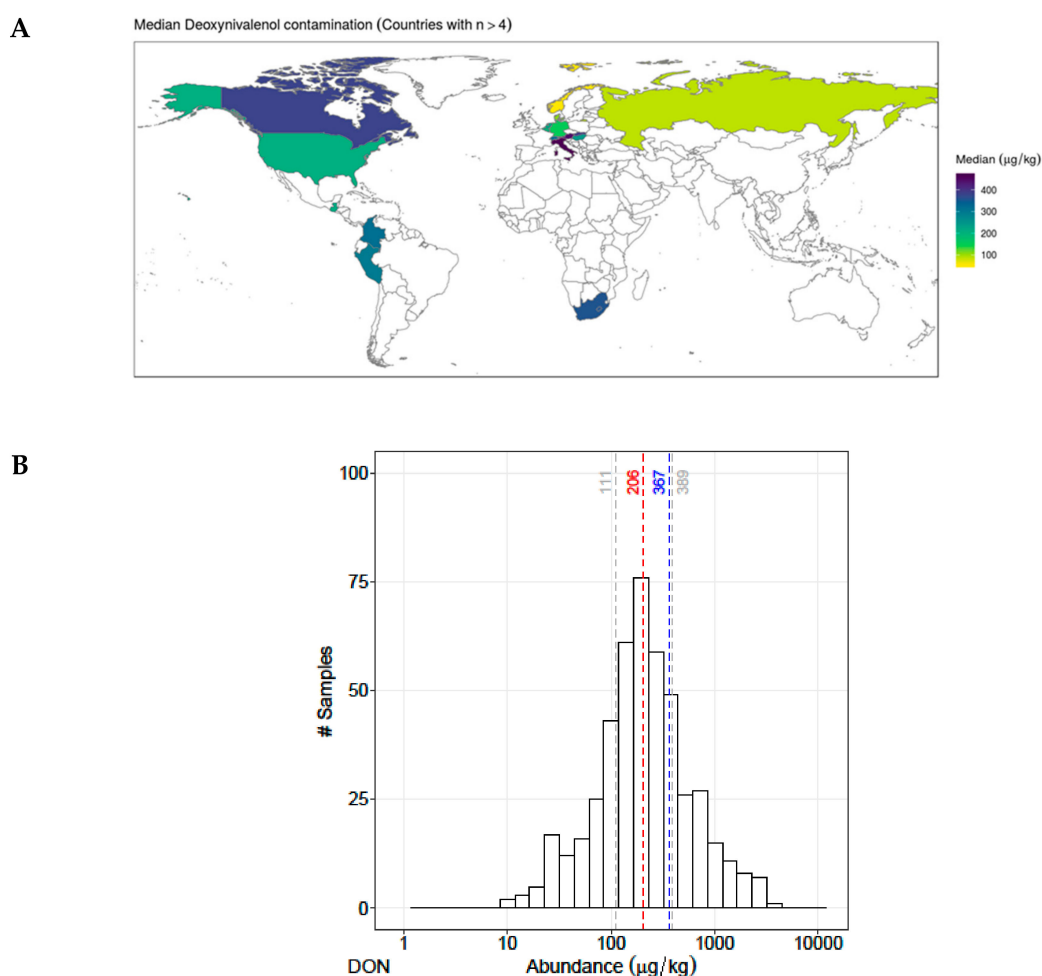 A
Median Deoxynivalenol contamination (Countries with n > 4)
Median (µg/kg)
400
300
200
100
B
111
206
367
389
100
75
50
25
0
# Samples
1
10
100
1000
10000
DON
Abundance (µg/kg)